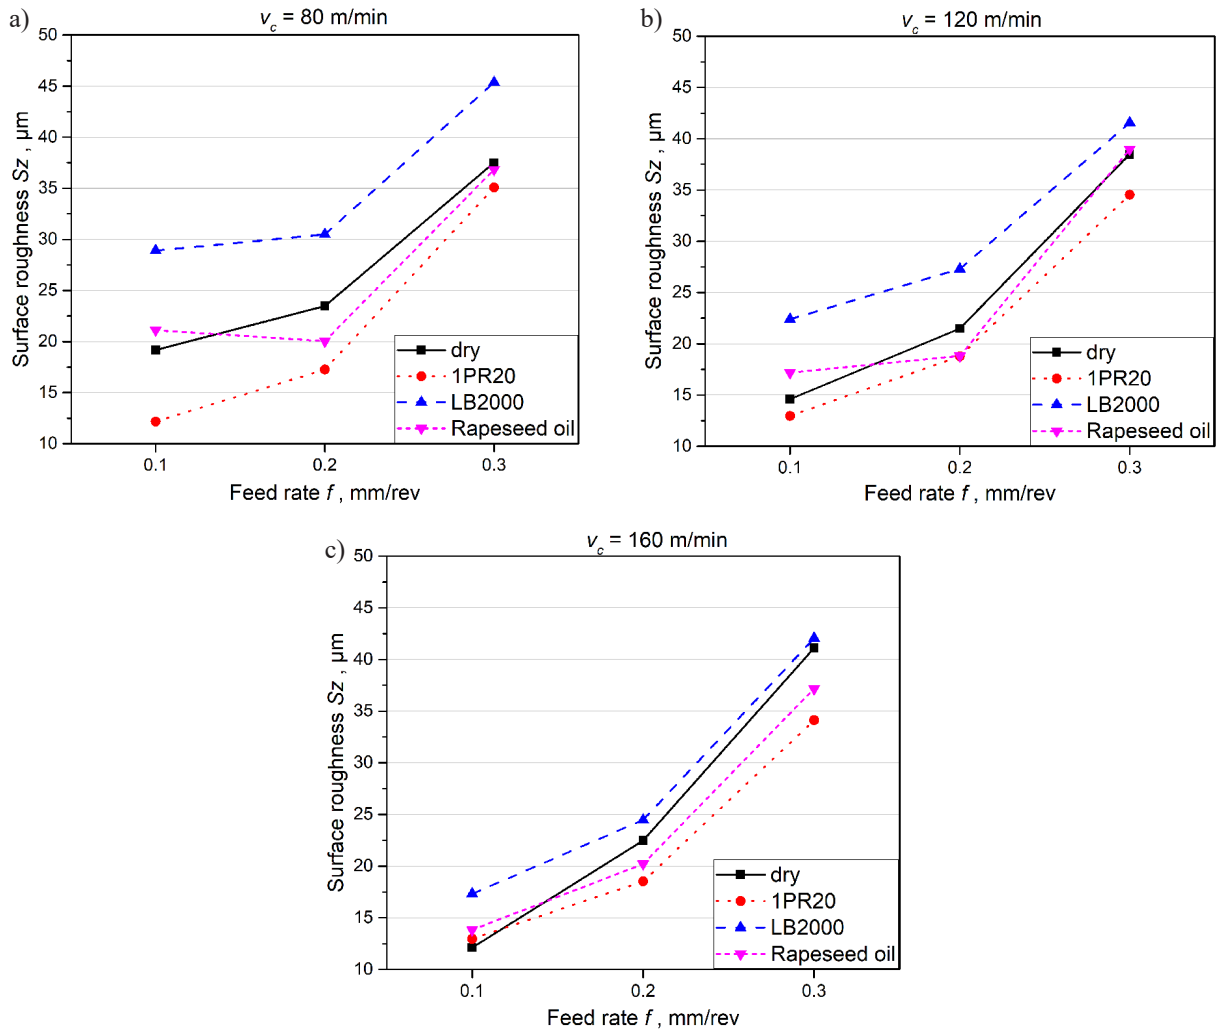 a)
v_c = 80 m/min
Surface roughness Sz , µm
50
45
40
35
30
25
20
15
10
0.1 0.2 0.3
Feed rate f , mm/rev
dry
1PR20
LB2000
Rapeseed oil
b)
v_c = 120 m/min
Surface roughness Sz , µm
50
45
40
35
30
25
20
15
10
0.1 0.2 0.3
Feed rate f , mm/rev
dry
1PR20
LB2000
Rapeseed oil
c)
v_c = 160 m/min
Surface roughness Sz , µm
50
45
40
35
30
25
20
15
10
0.1 0.2 0.3
Feed rate f , mm/rev
dry
1PR20
LB2000
Rapeseed oil